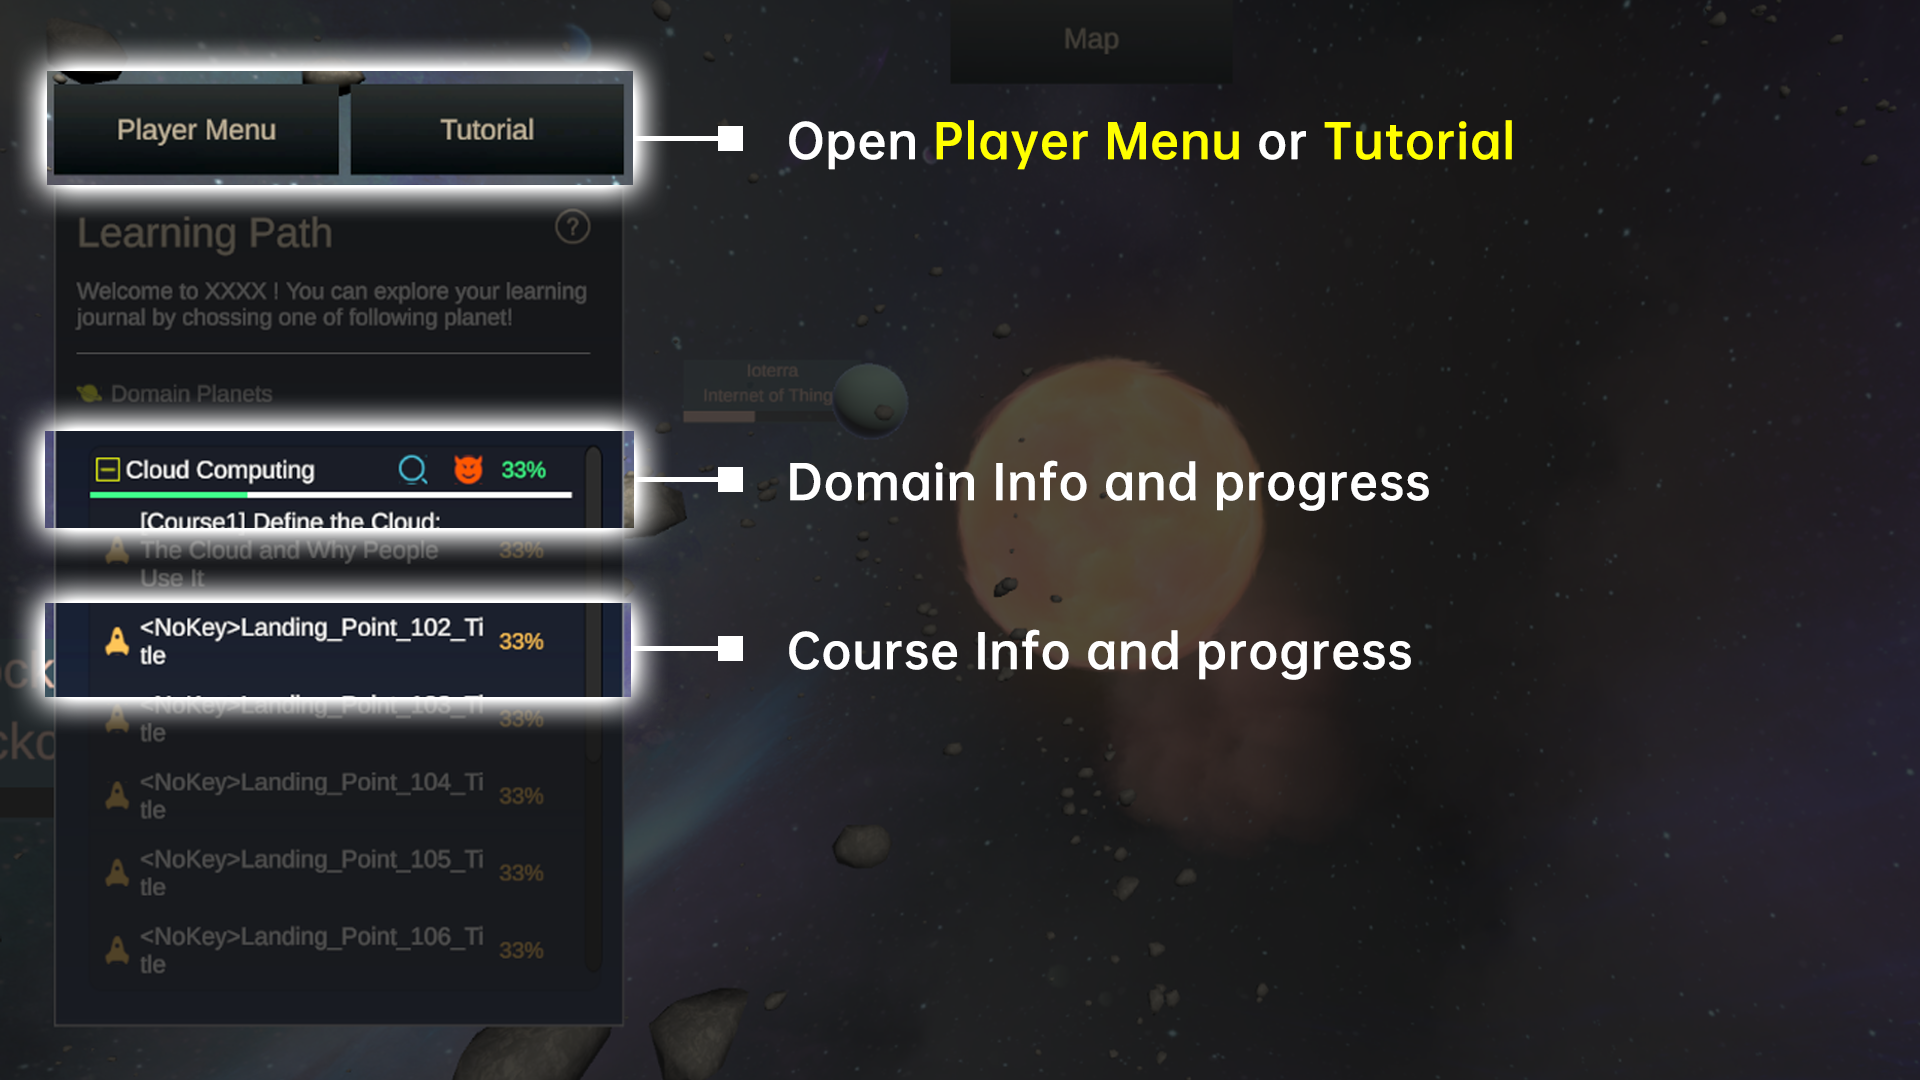 Map
Player Menu
Tutorial
Open Player Menu or Tutorial
Learning Path
?
Welcome to XXXX ! You can explore your learning
journal by chossing one of following planet!
Domain Planets
Ioterra
Internet of Thing
Cloud Computing 33%
Domain Info and progress
[Course1] Define the Cloud:
The Cloud and Why People 33%
Use It
<NoKey>Landing_Point_102_Ti 33%
tle
Course Info and progress
<NoKey>Landing_Point_103_Ti 33%
tle
<NoKey>Landing_Point_104_Ti 33%
tle
<NoKey>Landing_Point_105_Ti 33%
tle
<NoKey>Landing_Point_106_Ti 33%
tle